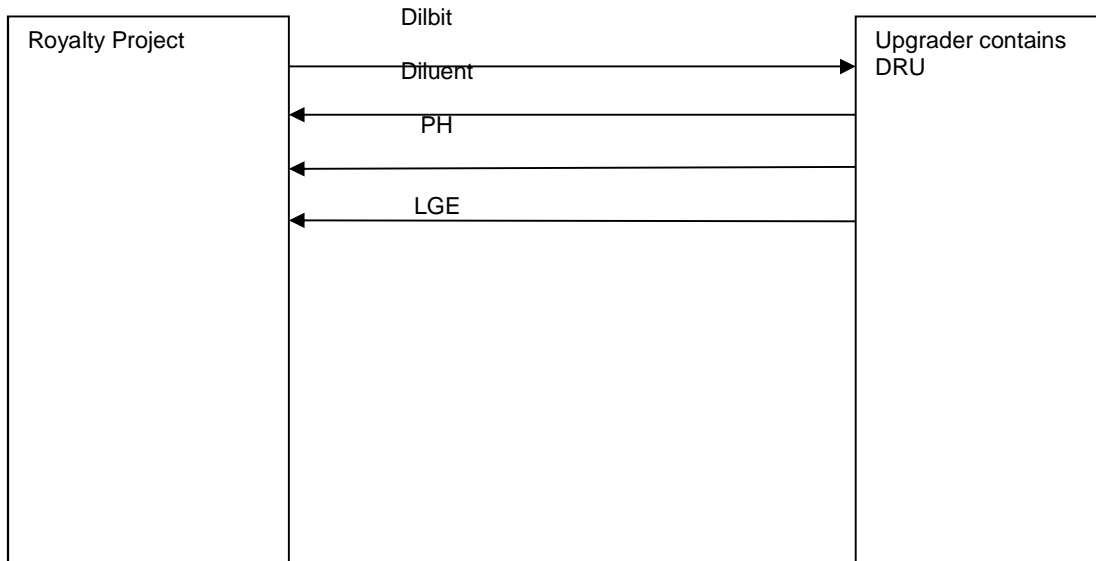 Dilbit
Royalty Project
Upgrader contains
DRU
Diluent
PH
LGE